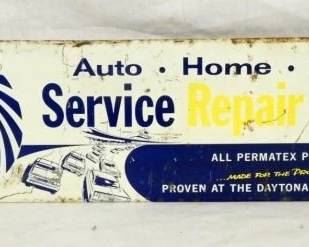 Auto • Home •
Service Repair
ALL PERMATEX P
...MADE FOR THE "PRO
PROVEN AT THE DAYTONA